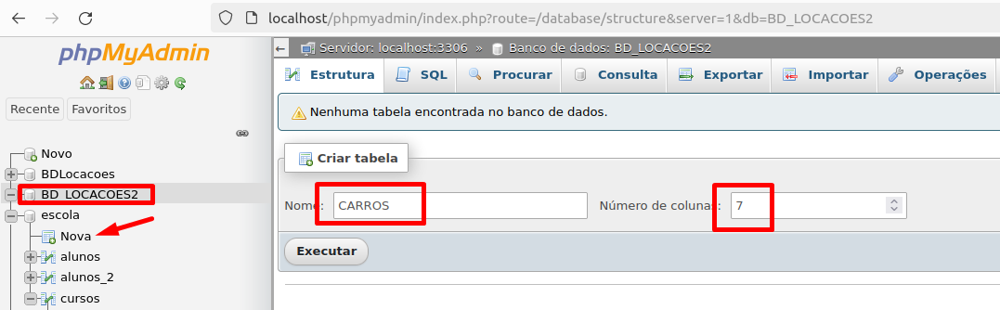 localhost/phpmyadmin/index.php?route=/database/structure&server=1&db=BD_LOCACOES2
phpMyAdmin
Recente Favoritos
Novo
BDLocacoes
BD_LOCACOES2
escola
Nova
alunos
alunos_2
cursos
Servidor: localhost:3306 » Banco de dados: BD_LOCACOES2
Estrutura SQL Procurar Consulta Exportar Importar Operações
Nenhuma tabela encontrada no banco de dados.
Criar tabela
Nome: CARROS Número de colunas: 7
Executar